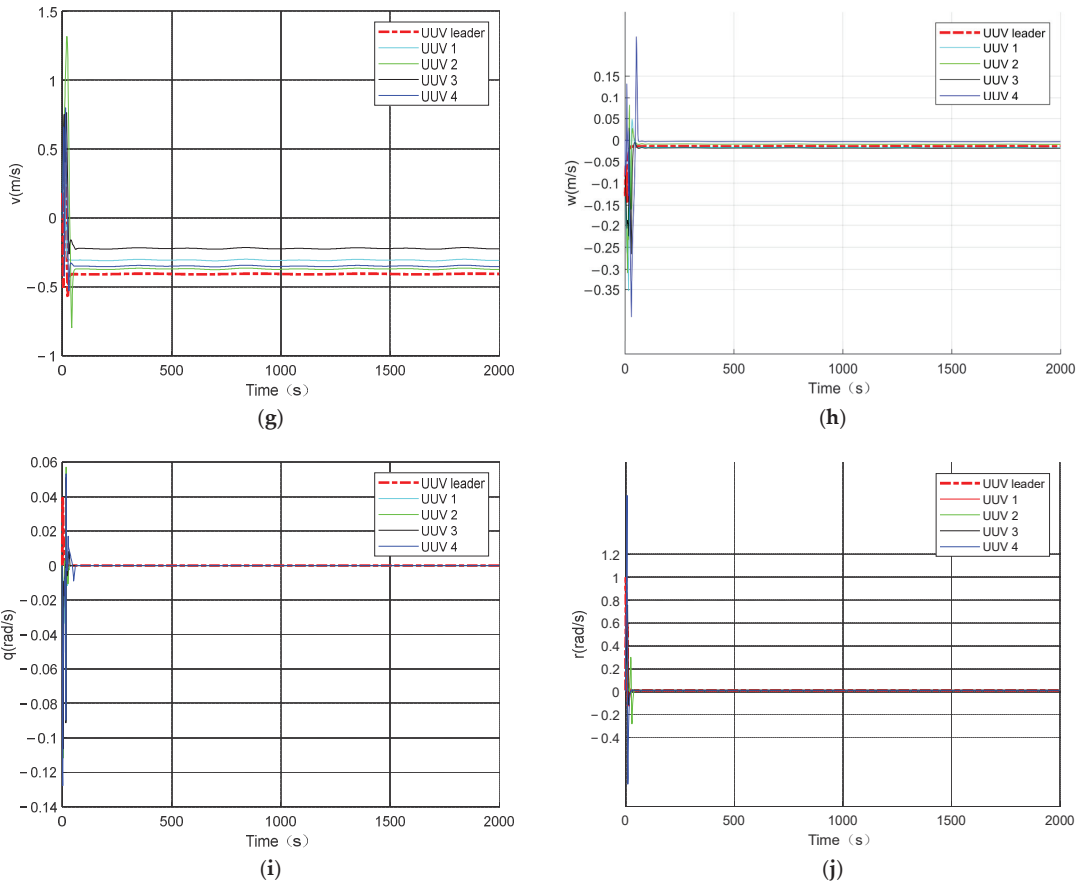 1.5
1
0.5
0
−0.5
−1
v(m/s)
0
500
1000
1500
2000
Time（s）
UUV leader
UUV 1
UUV 2
UUV 3
UUV 4
(g)
0.15
0.1
0.05
0
−0.05
−0.1
−0.15
−0.2
−0.25
−0.3
−0.35
w(m/s)
0
500
1000
1500
2000
Time（s）
UUV leader
UUV 1
UUV 2
UUV 3
UUV 4
(h)
0.06
0.04
0.02
0
−0.02
−0.04
−0.06
−0.08
−0.1
−0.12
−0.14
q(rad/s)
0
500
1000
1500
2000
Time（s）
UUV leader
UUV 1
UUV 2
UUV 3
UUV 4
(i)
1.2
1
0.8
0.6
0.4
0.2
0
−0.2
−0.4
r(rad/s)
0
500
1000
1500
2000
Time（s）
UUV leader
UUV 1
UUV 2
UUV 3
UUV 4
(j)